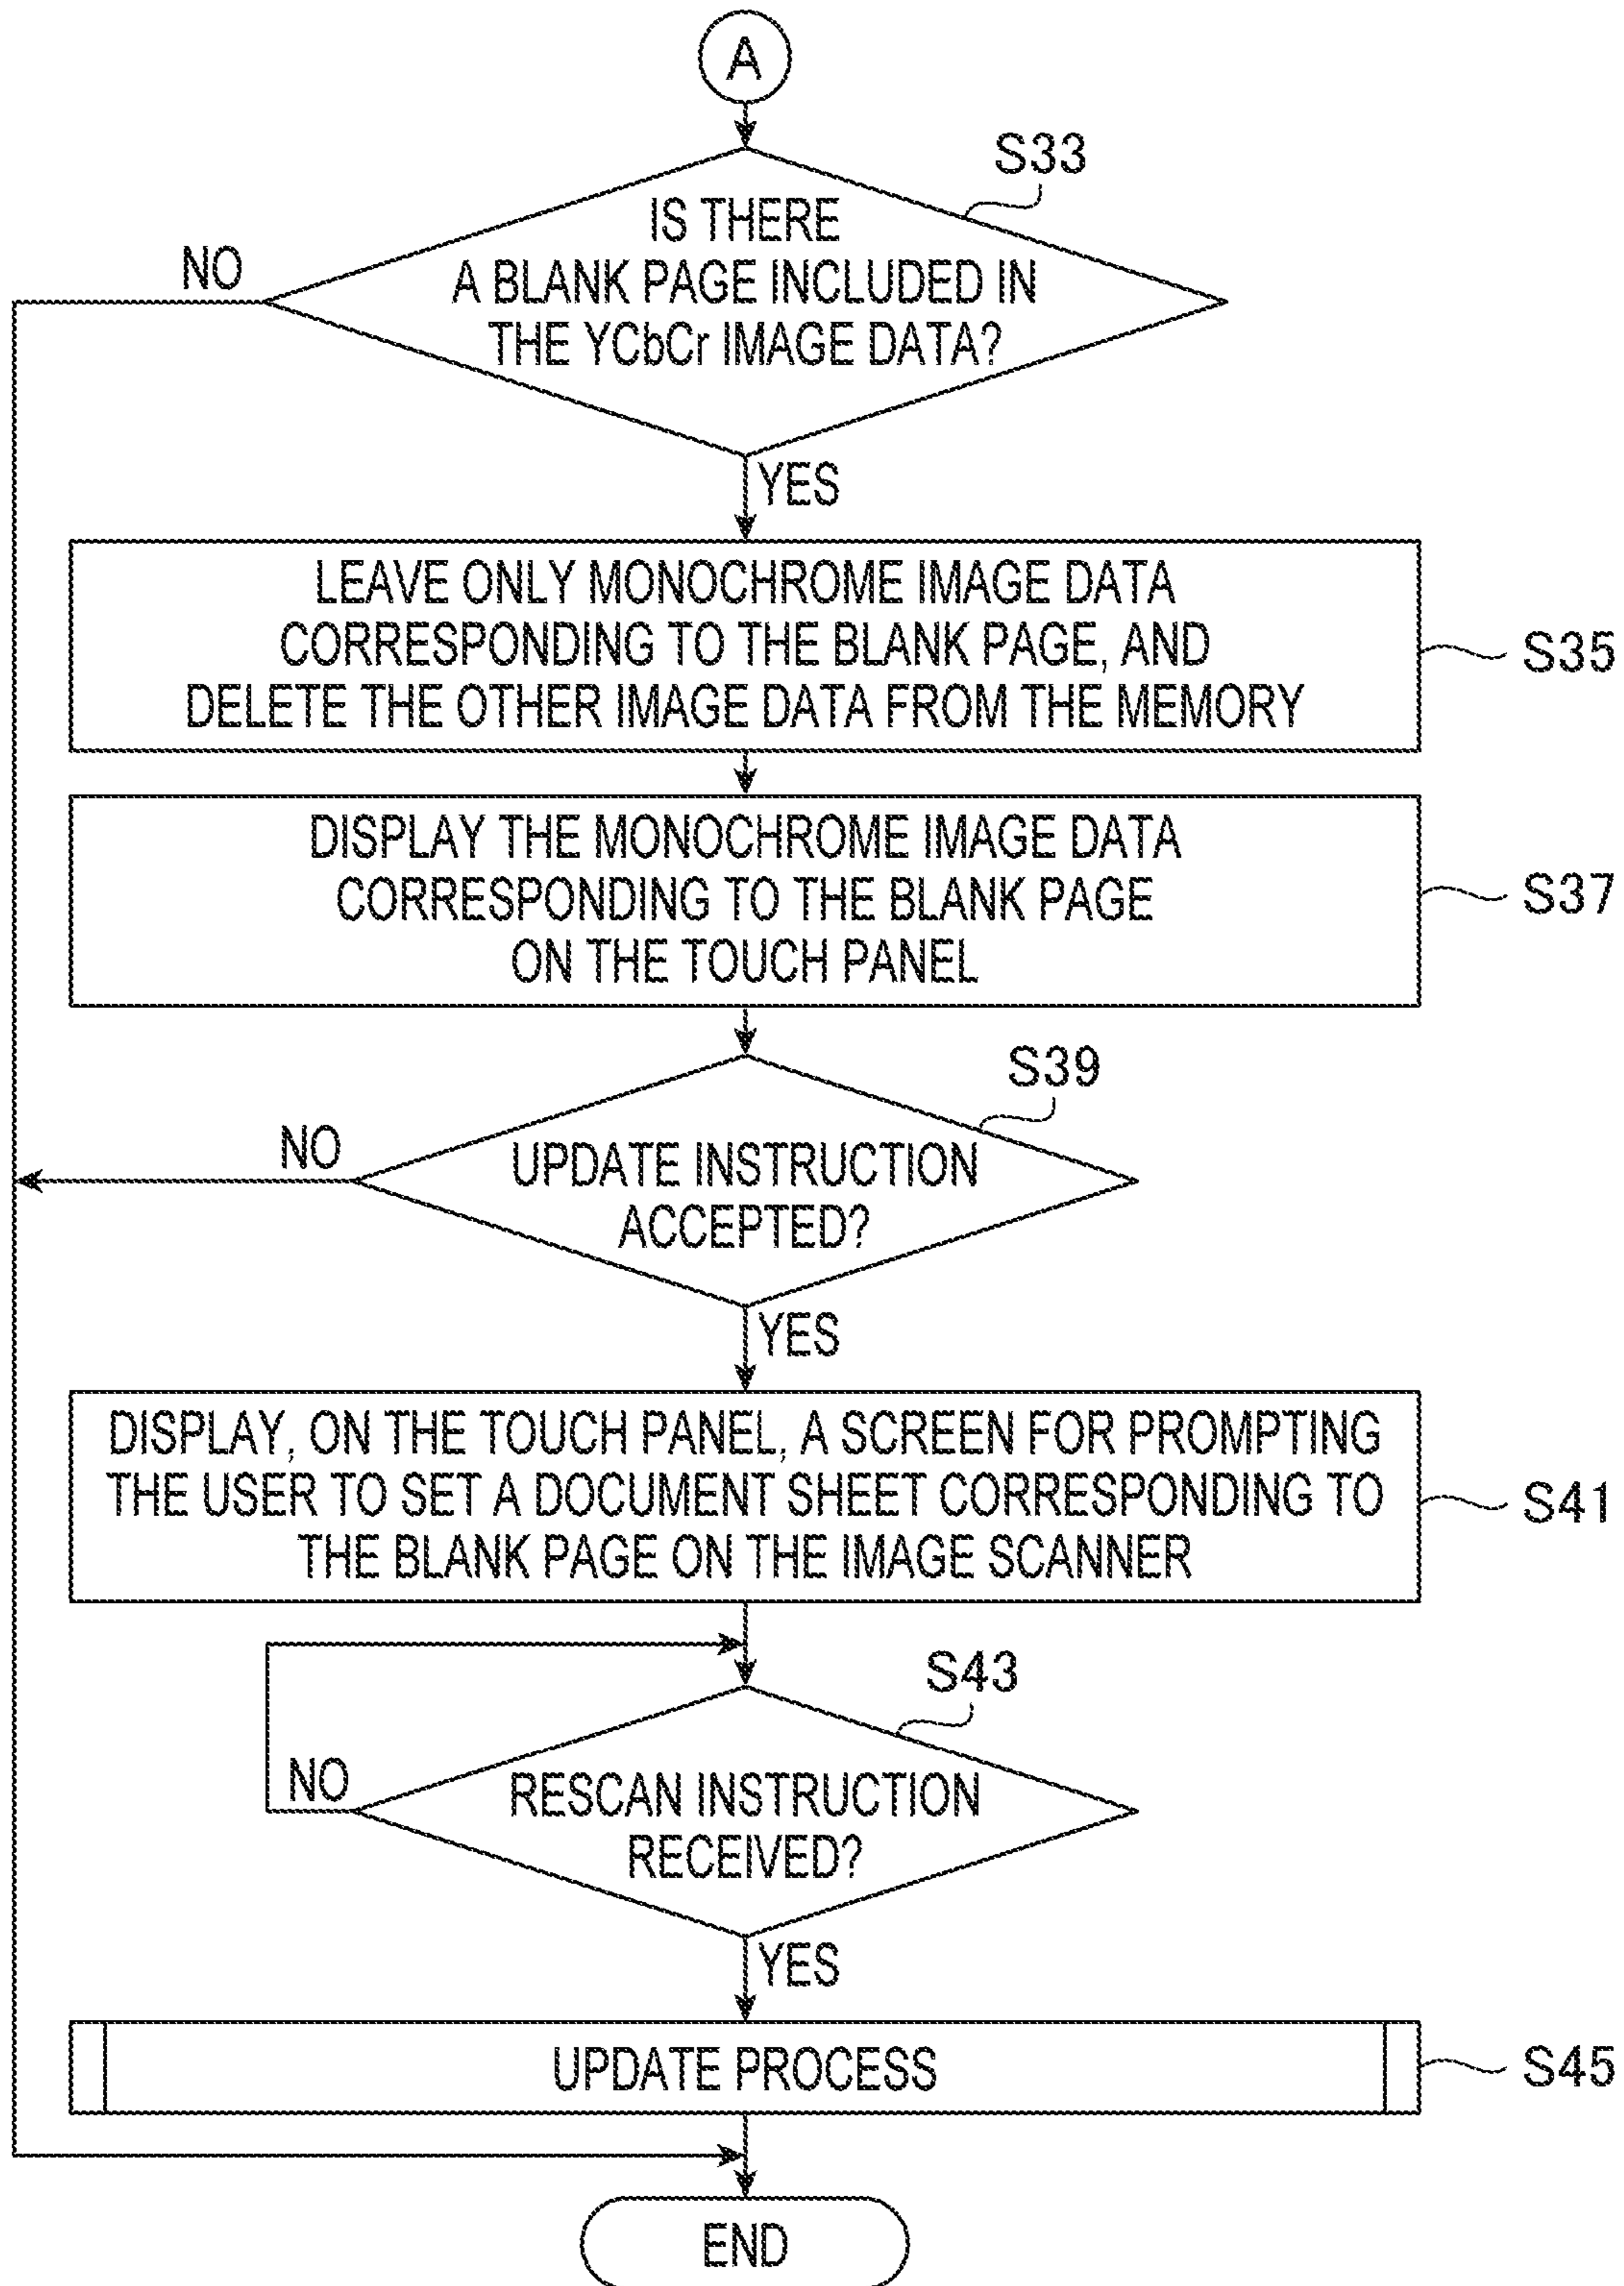 A
S33
IS THERE
A BLANK PAGE INCLUDED IN
THE YCbCr IMAGE DATA?
NO
YES
LEAVE ONLY MONOCHROME IMAGE DATA
CORRESPONDING TO THE BLANK PAGE, AND
DELETE THE OTHER IMAGE DATA FROM THE MEMORY
S35
DISPLAY THE MONOCHROME IMAGE DATA
CORRESPONDING TO THE BLANK PAGE
ON THE TOUCH PANEL
S37
S39
NO
UPDATE INSTRUCTION
ACCEPTED?
YES
DISPLAY, ON THE TOUCH PANEL, A SCREEN FOR PROMPTING
THE USER TO SET A DOCUMENT SHEET CORRESPONDING TO
THE BLANK PAGE ON THE IMAGE SCANNER
S41
S43
NO
RESCAN INSTRUCTION
RECEIVED?
YES
UPDATE PROCESS
S45
END